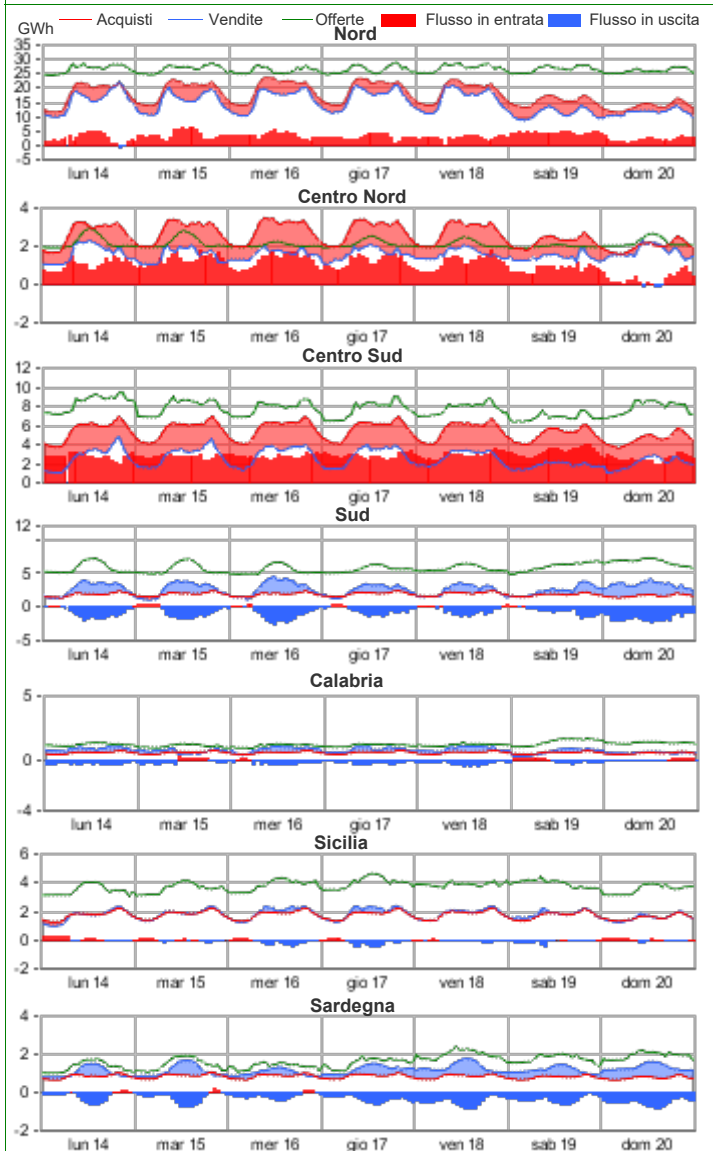 Acquisti Vendite Offerte Flusso in entrata Flusso in uscita
GWh
Nord
35
30
25
20
15
10
5
0
-5
lun 14 mar 15 mer 16 gio 17 ven 18 sab 19 dom 20
Centro Nord
4
2
0
-2
lun 14 mar 15 mer 16 gio 17 ven 18 sab 19 dom 20
Centro Sud
12
10
8
6
4
2
0
lun 14 mar 15 mer 16 gio 17 ven 18 sab 19 dom 20
Sud
12
5
0
-5
lun 14 mar 15 mer 16 gio 17 ven 18 sab 19 dom 20
Calabria
5
0
-4
lun 14 mar 15 mer 16 gio 17 ven 18 sab 19 dom 20
Sicilia
6
4
2
0
-2
lun 14 mar 15 mer 16 gio 17 ven 18 sab 19 dom 20
Sardegna
4
2
0
-2
lun 14 mar 15 mer 16 gio 17 ven 18 sab 19 dom 20